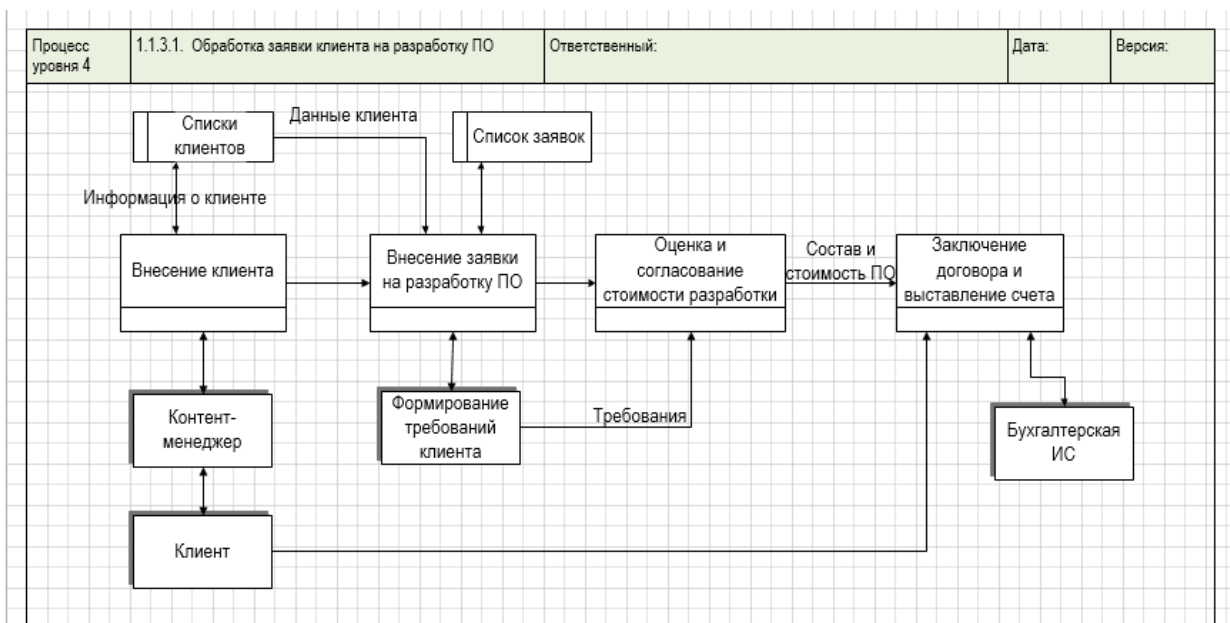 Процесс
уровня 4
1.1.3.1. Обработка заявки клиента на разработку ПО
Ответственный:
Дата:
Версия:
Списки
клиентов
Данные клиента
Список заявок
Информация о клиенте
Внесение клиента
Внесение заявки
на разработку ПО
Оценка и
согласование
стоимости разработки
Состав и
стоимость ПО
Заключение
договора и
выставление счета
Контент-
менеджер
Формирование
требований
клиента
Требования
Бухгалтерская
ИС
Клиент